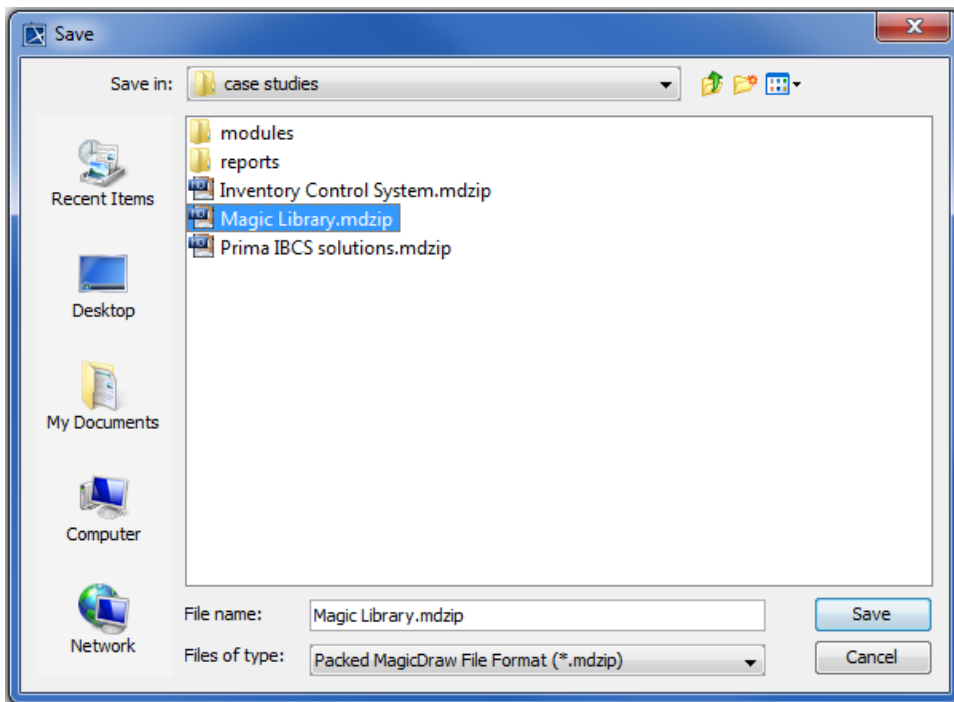 Save
Save in: case studies
modules
reports
Inventory Control System.mdzip
Magic Library.mdzip
Prima IBCS solutions.mdzip
Recent Items
Desktop
My Documents
Computer
Network
File name: Magic Library.mdzip Save
Files of type: Packed MagicDraw File Format (*.mdzip) Cancel